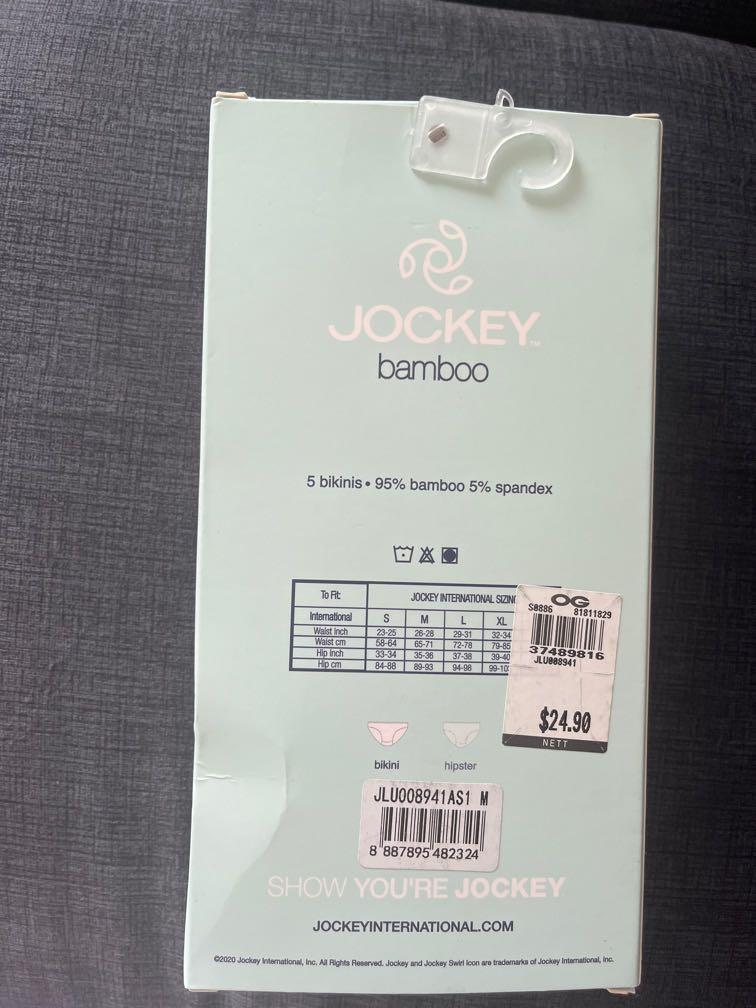 JOCKEY™
bamboo
5 bikinis • 95% bamboo 5% spandex
To Fit: JOCKEY INTERNATIONAL SIZING
International S M L XL
Waist Inch 23-25 26-28 29-31 32-34
Waist cm 58-64 65-71 72-78 79-85
Hip Inch 33-34 35-36 37-38 39-40
Hip cm 84-88 89-93 94-98
OG
S0886 81811829
37489816
JLU008941
$24.90
NETT
bikini hipster
JLU008941AS1 M
8 887895 482324
SHOW YOU'RE JOCKEY
JOCKEYINTERNATIONAL.COM
©2020 Jockey International, Inc. All Rights Reserved. Jockey and Jockey Swirl Icon are trademarks of Jockey International, Inc.